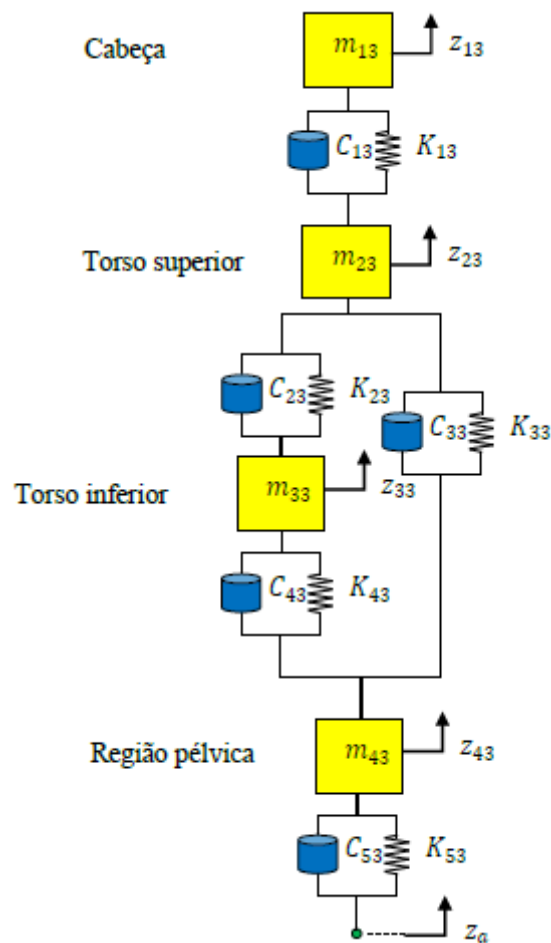 Cabeça m₁₃ z₁₃
C₁₃ K₁₃
Torso superior m₂₃ z₂₃
C₂₃ K₂₃ C₃₃ K₃₃
Torso inferior m₃₃ z₃₃
C₄₃ K₄₃
Região pélvica m₄₃ z₄₃
C₅₃ K₅₃
zₐ